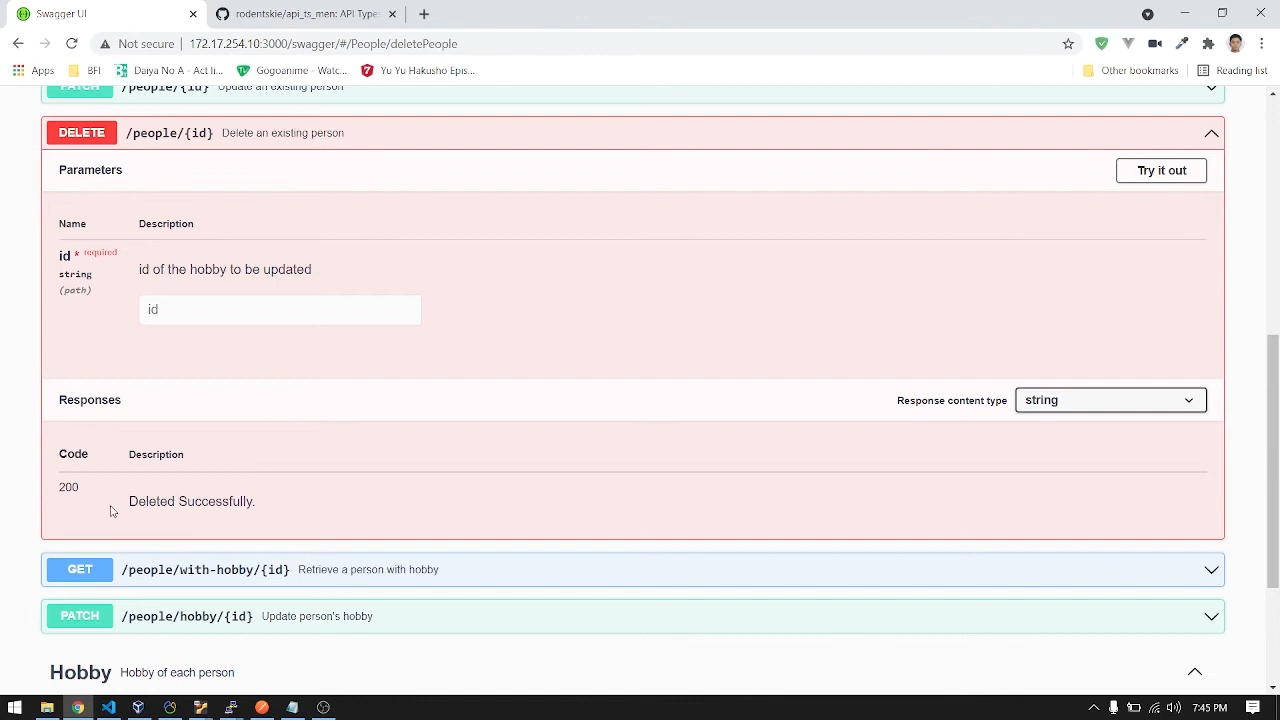 Swagger UI
rodentskie/api_ts_men: API Types
Not secure
172.17.254.10:3000/swagger/#/People/deletePeople
Apps
BFI
Daiya No A - Act li...
Gogoanime - Watc...
Yu Yu Hakusho Epis...
Other bookmarks
Reading list
PATCH /people/{id} Update an existing person
DELETE /people/{id} Delete an existing person
Parameters
Try it out
Name
Description
id * required
string
(path)
id of the hobby to be updated
id
Responses
Response content type
string
Code
Description
200
Deleted Successfully.
GET /people/with-hobby/{id} Retrieve a person with hobby
PATCH /people/hobby/{id} Update person's hobby
Hobby Hobby of each person
7:45 PM